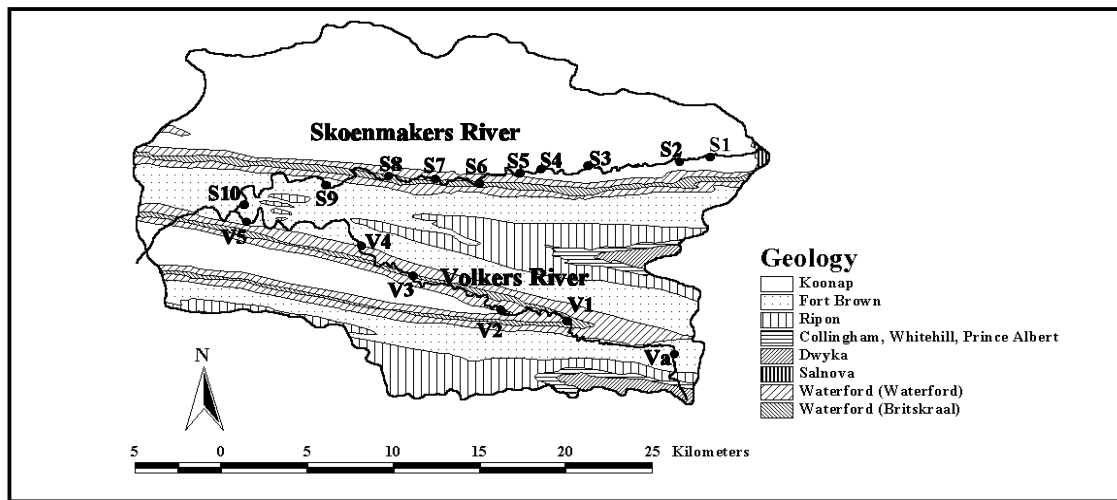 Skoenmakers River
S1
S2
S3
S4
S5
S6
S7
S8
S9
S10
V5
V4
Volkers River
V3
V2
V1
Va
N
Geology
Koonap
Fort Brown
Ripon
Collingham, Whitehill, Prince Albert
Dwyka
Salnova
Waterford (Waterford)
Waterford (Britskraal)
5 0 5 10 15 20 25 Kilometers